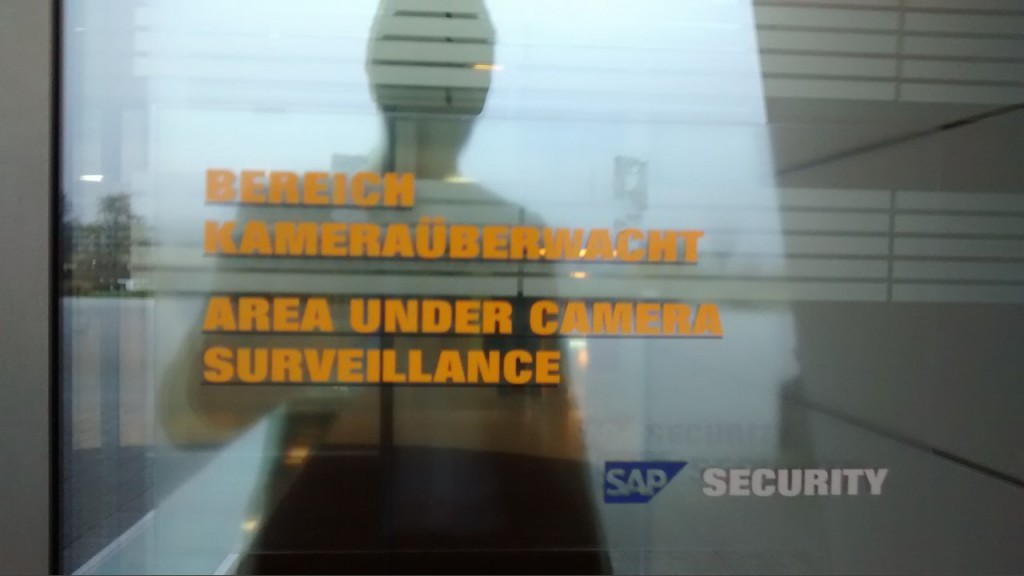 BEREICH
KAMERAÜBERWACHT
AREA UNDER CAMERA
SURVEILLANCE
SAP SECURITY